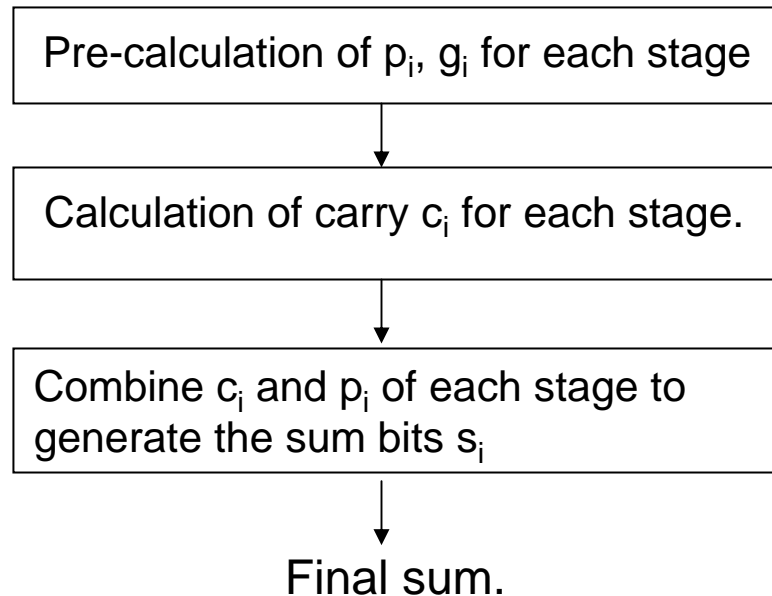 Pre-calculation of pᵢ, gᵢ for each stage
Calculation of carry cᵢ for each stage.
Combine cᵢ and pᵢ of each stage to
generate the sum bits sᵢ
Final sum.